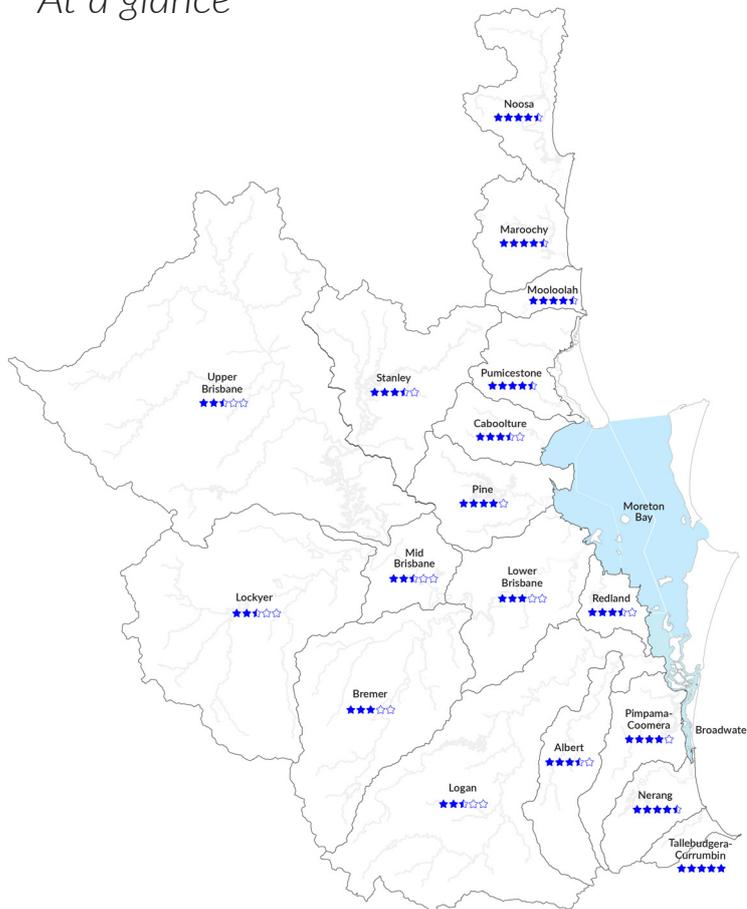 At a glance
Noosa
Maroochy
Mooloolah
Upper
Brisbane
Stanley
Pumicestone
Caboolture
Pine
Moreton
Bay
Mid
Brisbane
Lower
Brisbane
Lockyer
Redland
Bremer
Pimpama-
Coomera
Broadwate
Albert
Logan
Nerang
Tallebudgera-
Currumbin